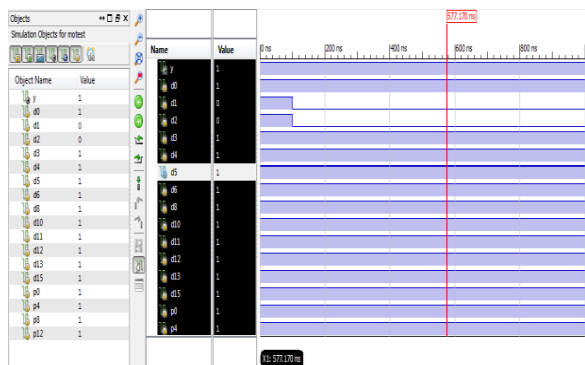 Objects
Simulation Objects for motest
Object Name Value
y 1
d0 1
d1 0
d2 0
d3 1
d4 1
d5 1
d6 1
d8 1
d10 1
d11 1
d12 1
d13 1
d15 1
p0 1
p4 1
p8 1
p12 1
577.170 ns
Name Value
0 ns 200 ns 400 ns 600 ns 800 ns
y 1
d0 1
d1 0
d2 0
d3 1
d4 1
d5 1
d6 1
d8 1
d10 1
d11 1
d12 1
d13 1
d15 1
p0 1
p4 1
X1: 577.170 ns